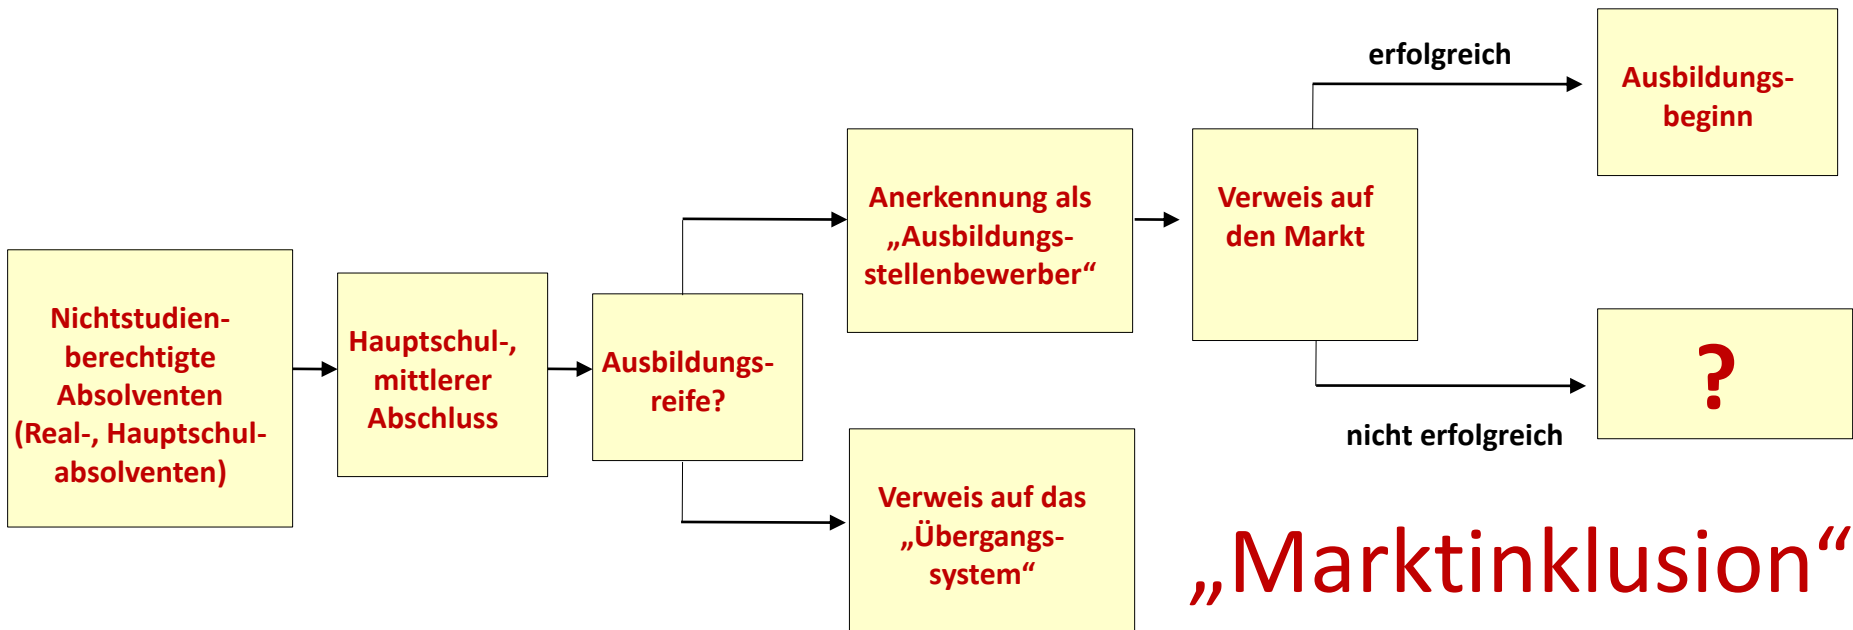 Nichtstudien-
berechtigte
Absolventen
(Real-, Hauptschul-
absolventen)
Hauptschul-,
mittlerer
Abschluss
Ausbildungs-
reife?
Anerkennung als
„Ausbildungs-
stellenbewerber“
Verweis auf das
„Übergangs-
system“
Verweis auf
den Markt
erfolgreich
Ausbildungs-
beginn
?
nicht erfolgreich
„Marktinklusion“